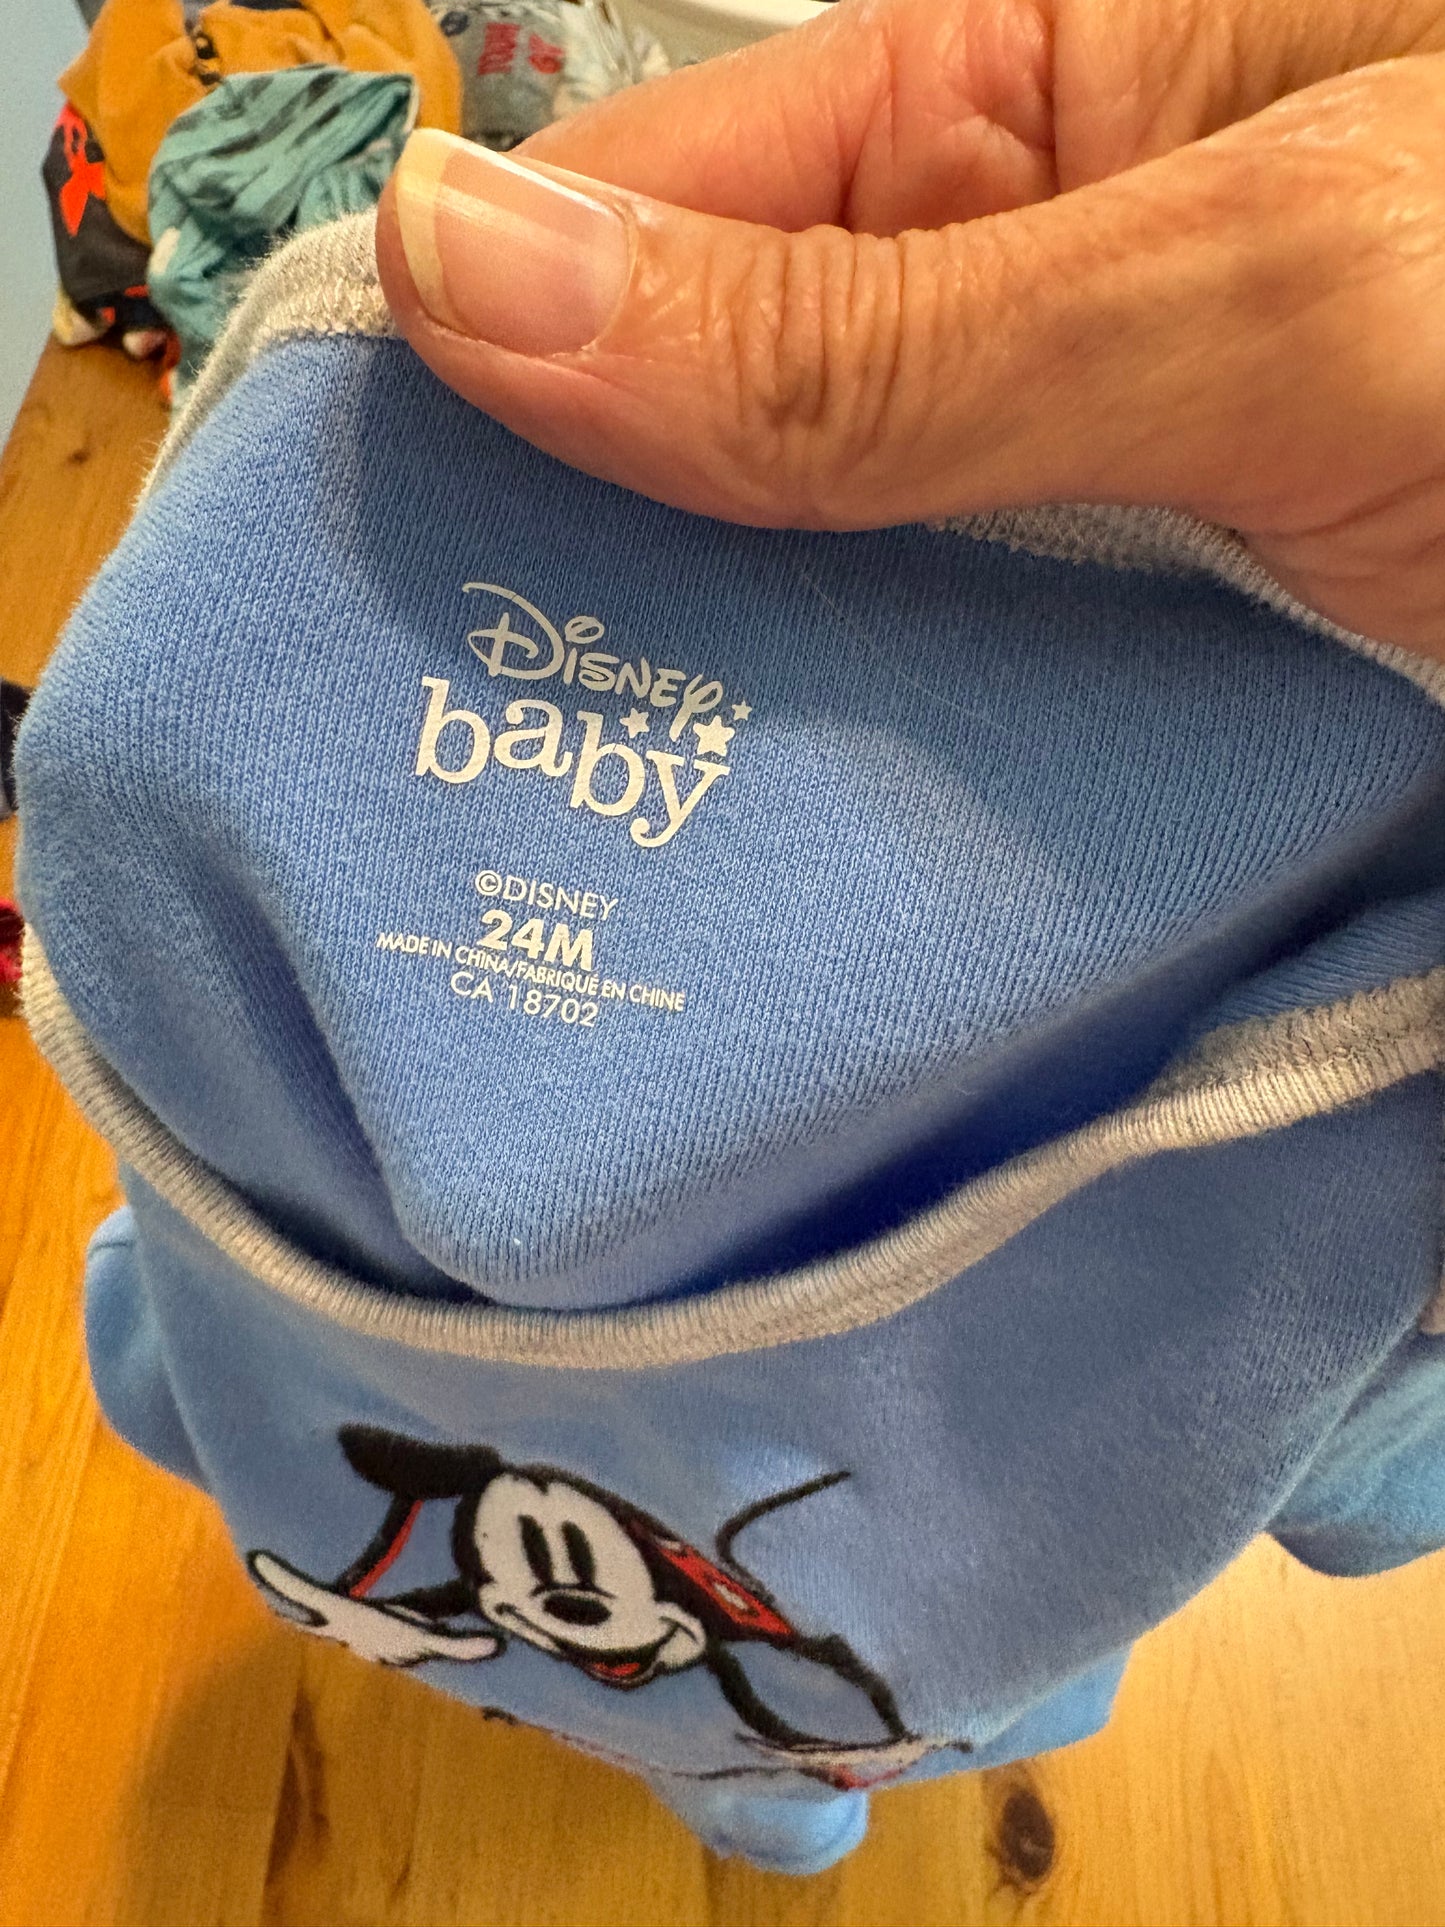 Disney
baby
©DISNEY
24M
MADE IN CHINA/FABRIQUÉ EN CHINE
CA 18702